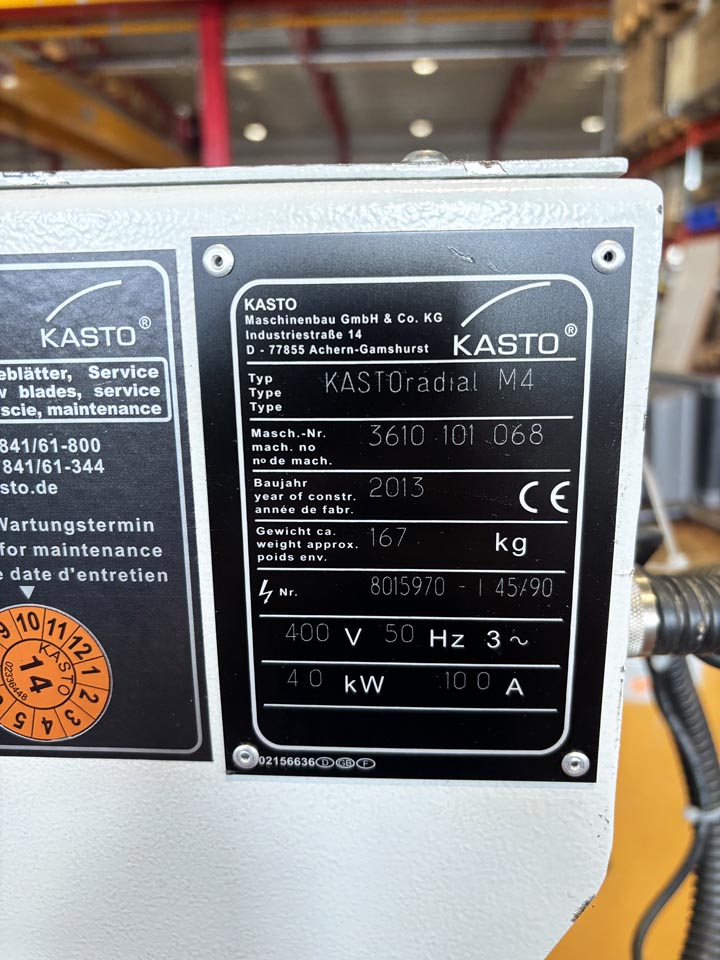 KASTO®
eblätter, Service
w blades, service
scie, maintenance
841/61-800
841/61-344
sto.de
Wartungstermin
for maintenance
e date d'entretien
9 10 11 12 1 2 3 4 5
KASTO
14
02336448
KASTO
Maschinenbau GmbH & Co. KG
Industriestraße 14
D - 77855 Achern-Gamshurst
KASTO®
Typ
Type
Type
KASTOradial M4
Masch.-Nr.
mach. no
nº de mach.
3610 101 068
Baujahr
year of constr.
année de fabr.
2013
CE
Gewicht ca.
weight approx.
poids env.
167 kg
Nr. 8015970 - I 45/90
400 V 50 Hz 3 ~
4.0 kW 10.0 A
02156636 D GB F